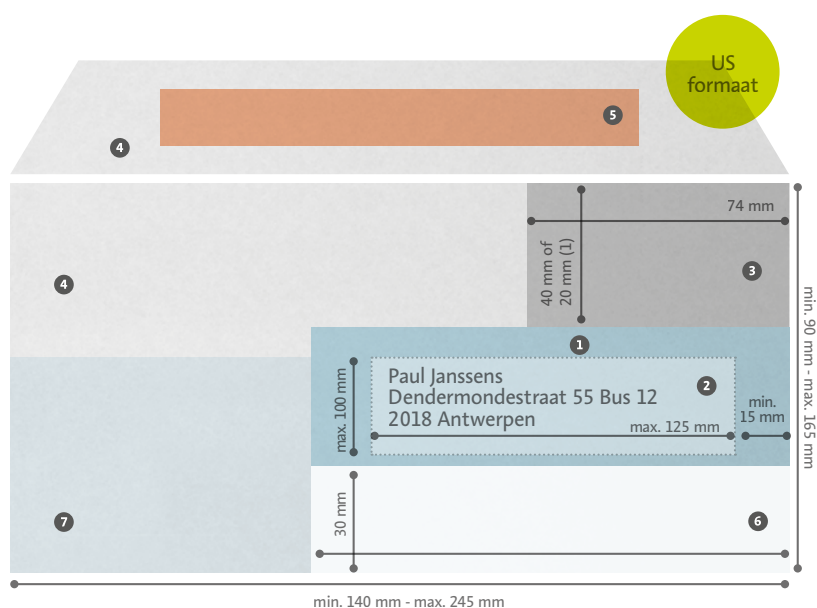 US
formaat
5
4
74 mm
40 mm of
20 mm (1)
3
4
min. 90 mm - max. 165 mm
1
Paul Janssens
Dendermondestraat 55 Bus 12
2018 Antwerpen
2
max. 100 mm
max. 125 mm
min.
15 mm
30 mm
6
7
min. 140 mm - max. 245 mm